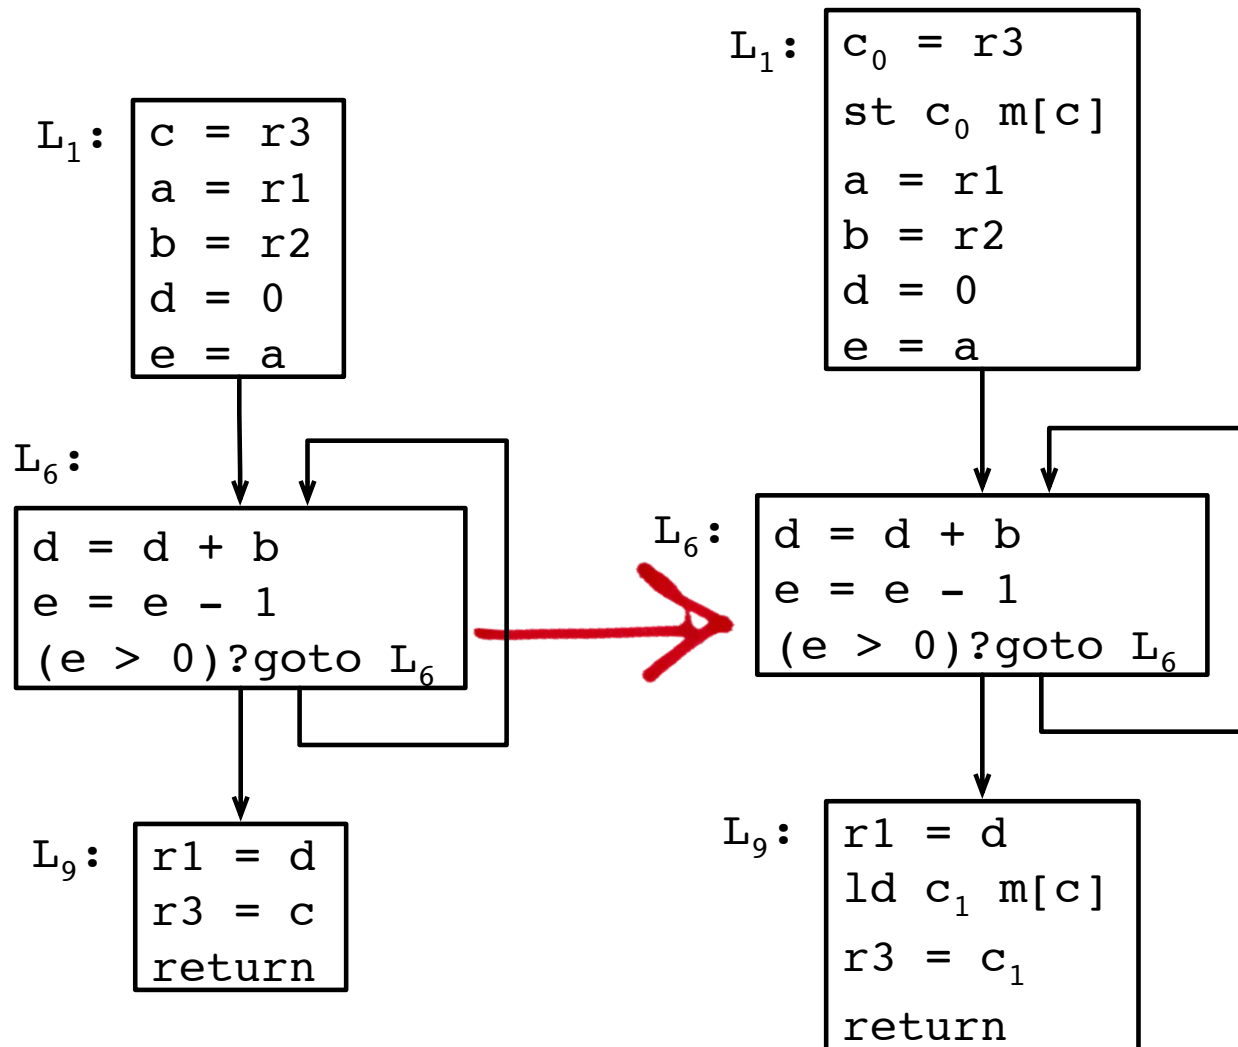 L₁:
c = r3
a = r1
b = r2
d = 0
e = a
L₆:
d = d + b
e = e - 1
(e > 0)?goto L₆
L₉:
r1 = d
r3 = c
return
L₁:
c₀ = r3
st c₀ m[c]
a = r1
b = r2
d = 0
e = a
L₆:
d = d + b
e = e - 1
(e > 0)?goto L₆
L₉:
r1 = d
ld c₁ m[c]
r3 = c₁
return